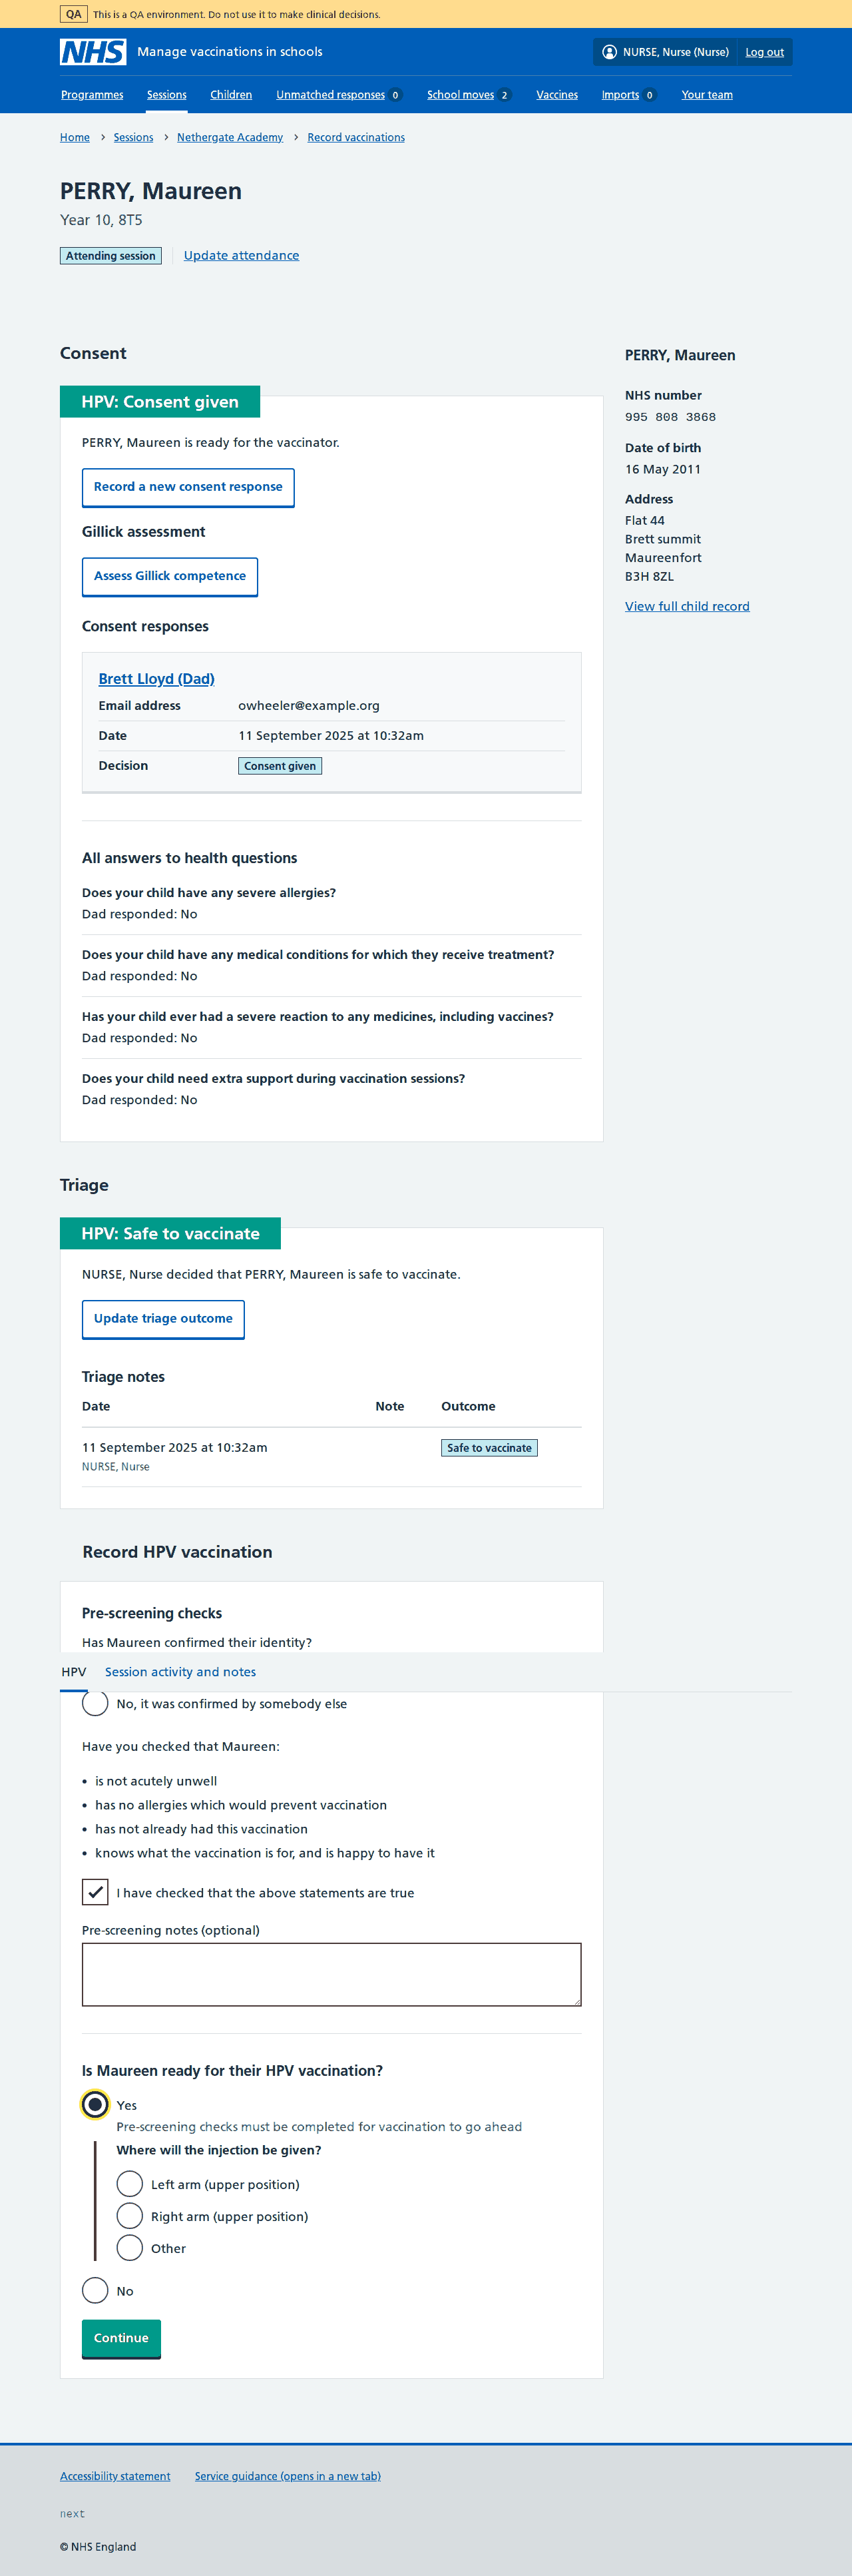 QA This is a QA environment. Do not use it to make clinical decisions.
NHS Manage vaccinations in schools NURSE, Nurse (Nurse) Log out
Programmes Sessions Children Unmatched responses 0 School moves 2 Vaccines Imports 0 Your team
Home > Sessions > Nethergate Academy > Record vaccinations
PERRY, Maureen
Year 10, 8T5
Attending session Update attendance
Consent
HPV: Consent given
PERRY, Maureen is ready for the vaccinator.
Record a new consent response
Gillick assessment
Assess Gillick competence
Consent responses
Brett Lloyd (Dad)
Email address owheeler@example.org
Date 11 September 2025 at 10:32am
Decision Consent given
All answers to health questions
Does your child have any severe allergies?
Dad responded: No
Does your child have any medical conditions for which they receive treatment?
Dad responded: No
Has your child ever had a severe reaction to any medicines, including vaccines?
Dad responded: No
Does your child need extra support during vaccination sessions?
Dad responded: No
PERRY, Maureen
NHS number
995 808 3868
Date of birth
16 May 2011
Address
Flat 44
Brett summit
Maureenfort
B3H 8ZL
View full child record
Triage
HPV: Safe to vaccinate
NURSE, Nurse decided that PERRY, Maureen is safe to vaccinate.
Update triage outcome
Triage notes
Date Note Outcome
11 September 2025 at 10:32am Safe to vaccinate
NURSE, Nurse
Record HPV vaccination
Pre-screening checks
Has Maureen confirmed their identity?
HPV Session activity and notes
No, it was confirmed by somebody else
Have you checked that Maureen:
• is not acutely unwell
• has no allergies which would prevent vaccination
• has not already had this vaccination
• knows what the vaccination is for, and is happy to have it
I have checked that the above statements are true
Pre-screening notes (optional)
Is Maureen ready for their HPV vaccination?
Yes
Pre-screening checks must be completed for vaccination to go ahead
Where will the injection be given?
Left arm (upper position)
Right arm (upper position)
Other
No
Continue
Accessibility statement Service guidance (opens in a new tab)
next
© NHS England